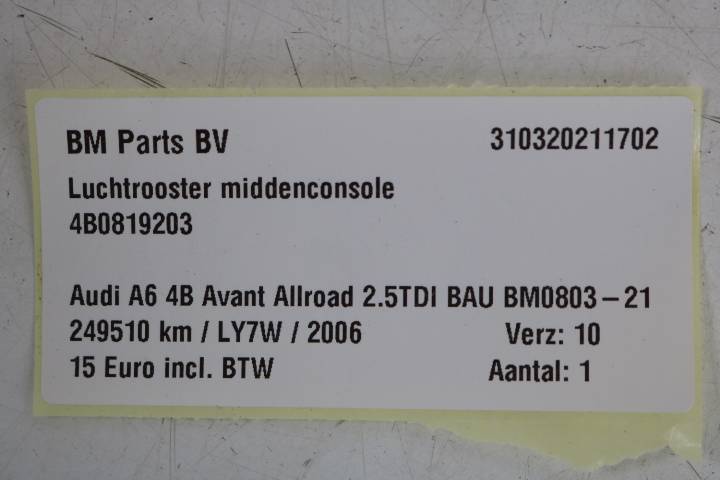 BM Parts BV 310320211702
Luchtrooster middenconsole
4B0819203
Audi A6 4B Avant Allroad 2.5TDI BAU BM0803-21
249510 km / LY7W / 2006 Verz: 10
15 Euro incl. BTW Aantal: 1